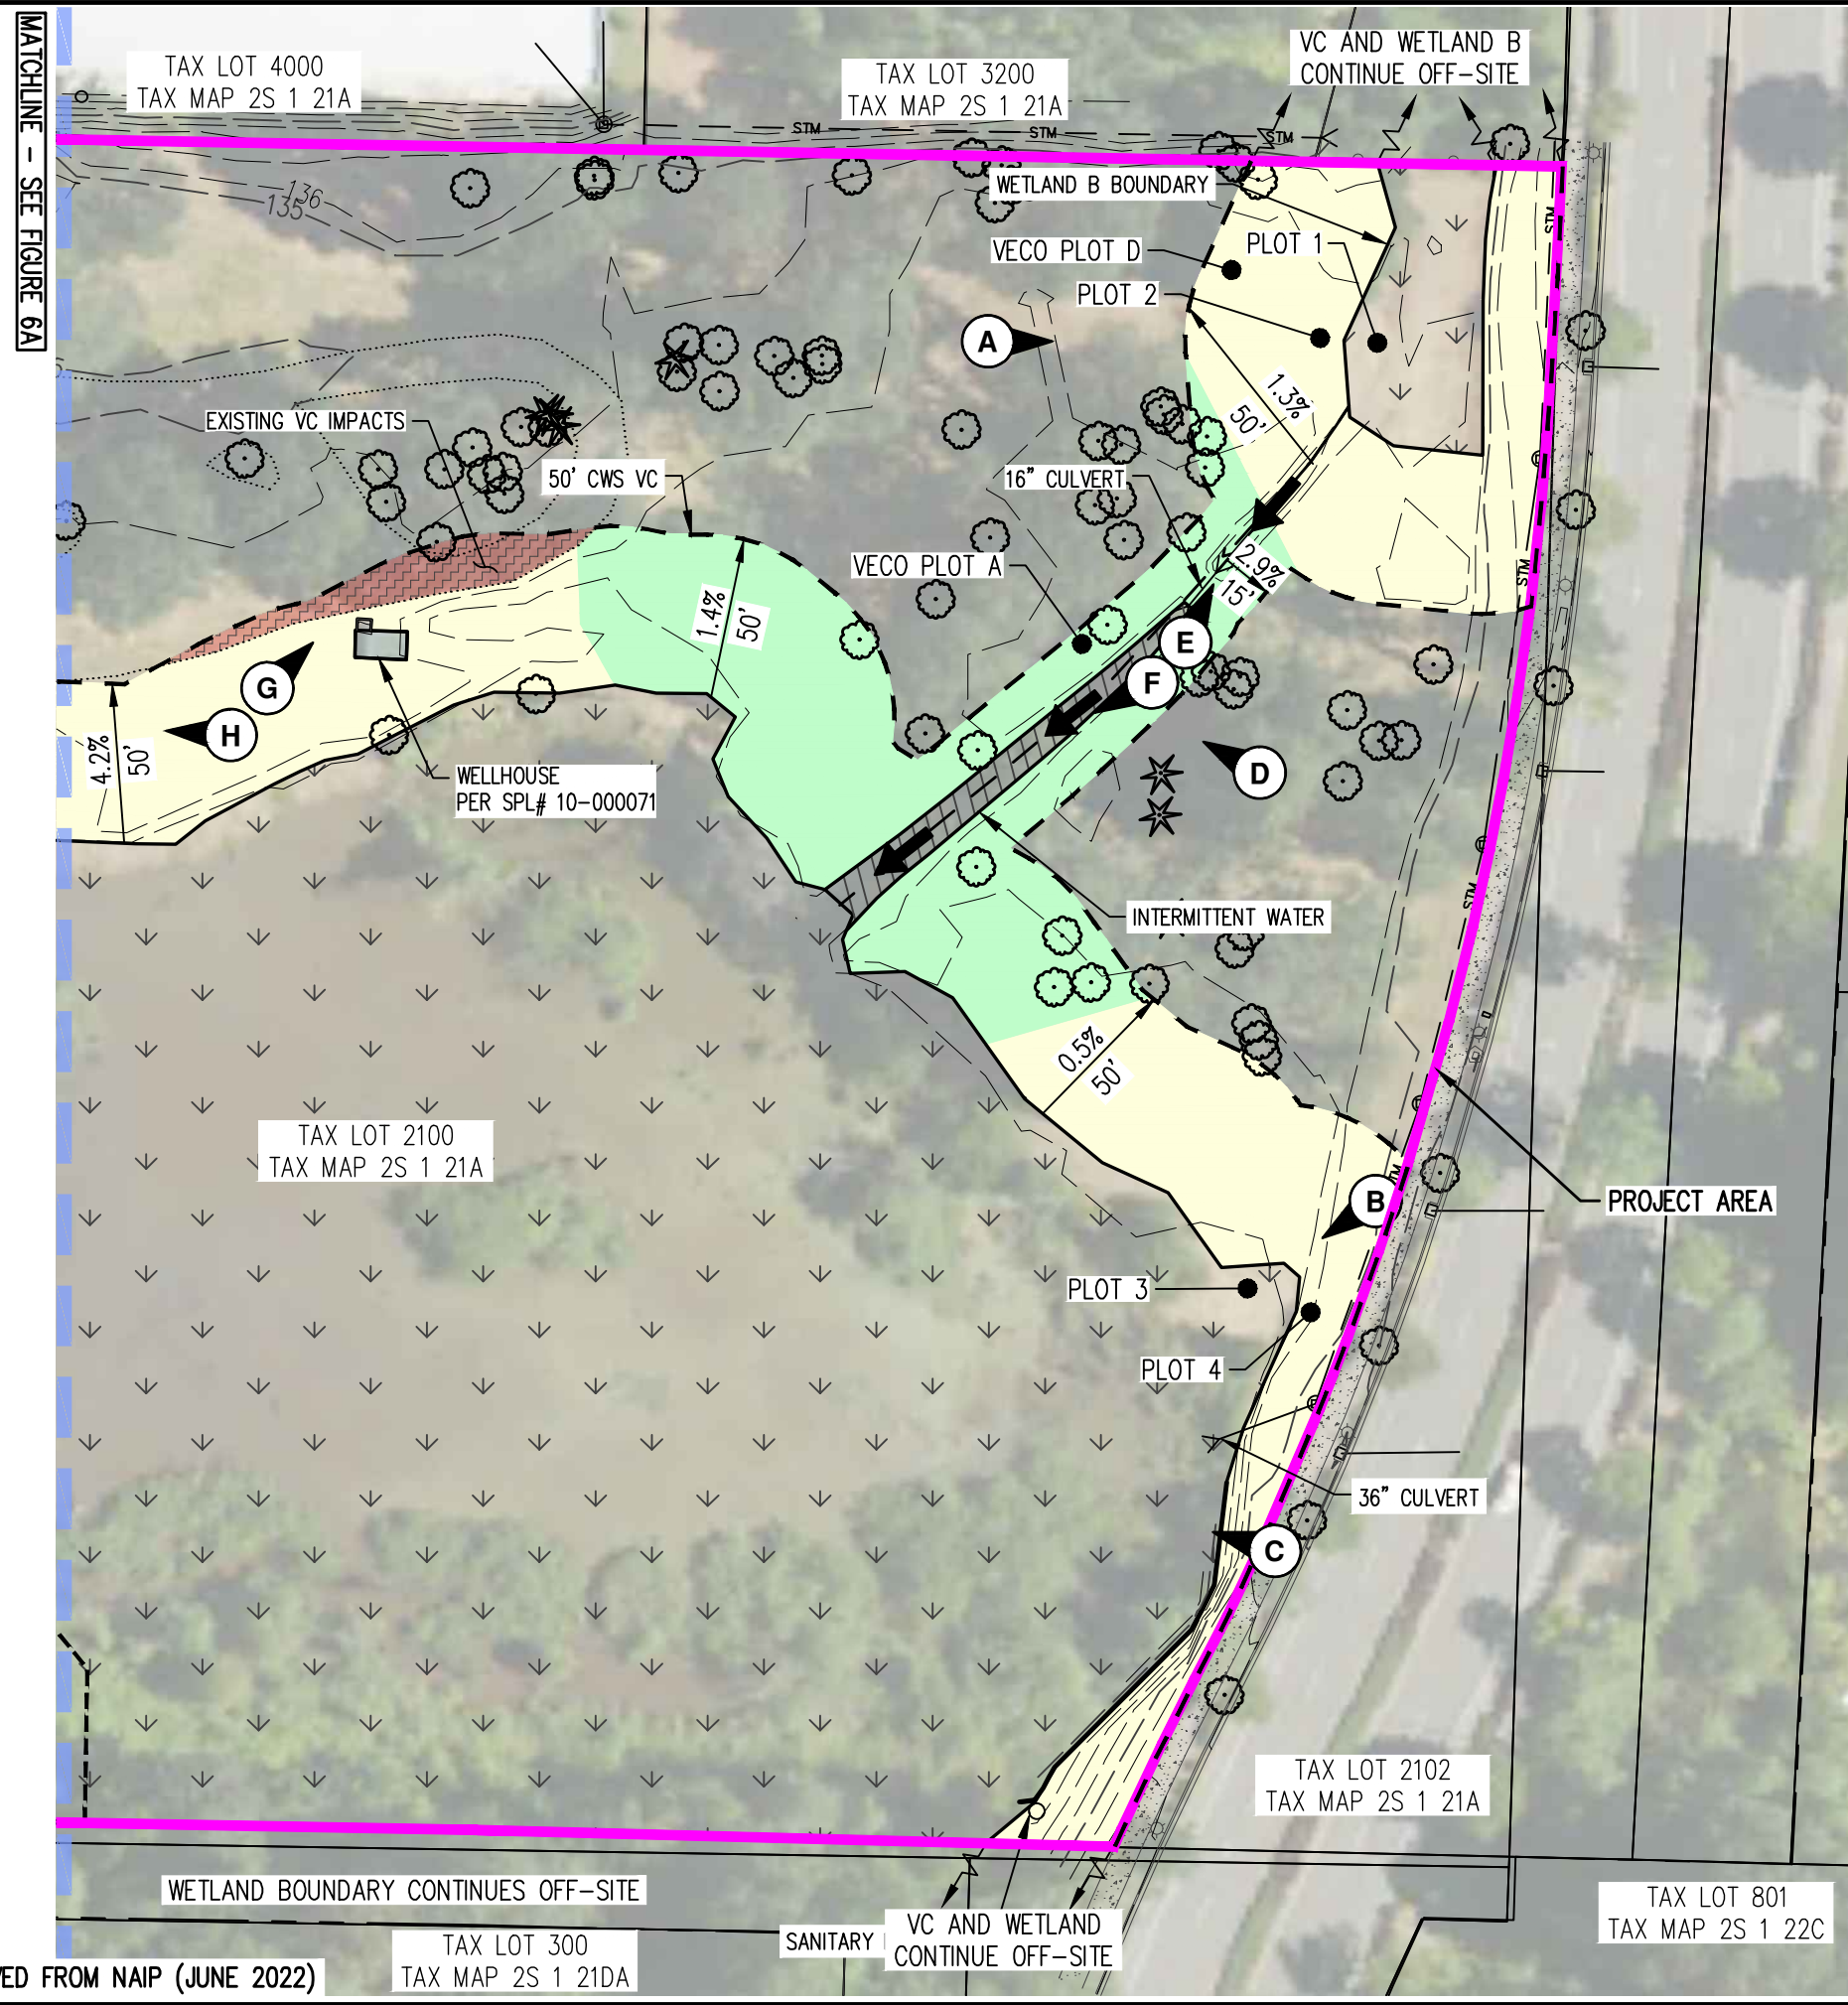 MATCHLINE - SEE FIGURE 6A
TAX LOT 4000
TAX MAP 2S 1 21A
TAX LOT 3200
TAX MAP 2S 1 21A
VC AND WETLAND B
CONTINUE OFF-SITE
STM
STM
STM
136
135
WETLAND B BOUNDARY
STM
VECO PLOT D
PLOT 1
PLOT 2
A
1.3%
50'
EXISTING VC IMPACTS
50' CWS VC
16" CULVERT
VECO PLOT A
2.9%
15'
STM
1.4%
50'
E
G
F
H
D
4.2%
50'
WELLHOUSE
PER SPL# 10-000071
STM
INTERMITTENT WATER
0.5%
50'
TAX LOT 2100
TAX MAP 2S 1 21A
B
PROJECT AREA
PLOT 3
PLOT 4
36" CULVERT
C
TAX LOT 2102
TAX MAP 2S 1 21A
WETLAND BOUNDARY CONTINUES OFF-SITE
SANITARY
VC AND WETLAND
CONTINUE OFF-SITE
TAX LOT 801
TAX MAP 2S 1 22C
TAX LOT 300
TAX MAP 2S 1 21DA
VED FROM NAIP (JUNE 2022)